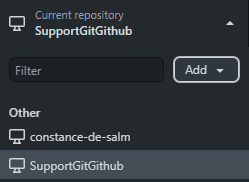 Current repository
SupportGitGithub
Filter
Add
Other
constance-de-salm
SupportGitGithub